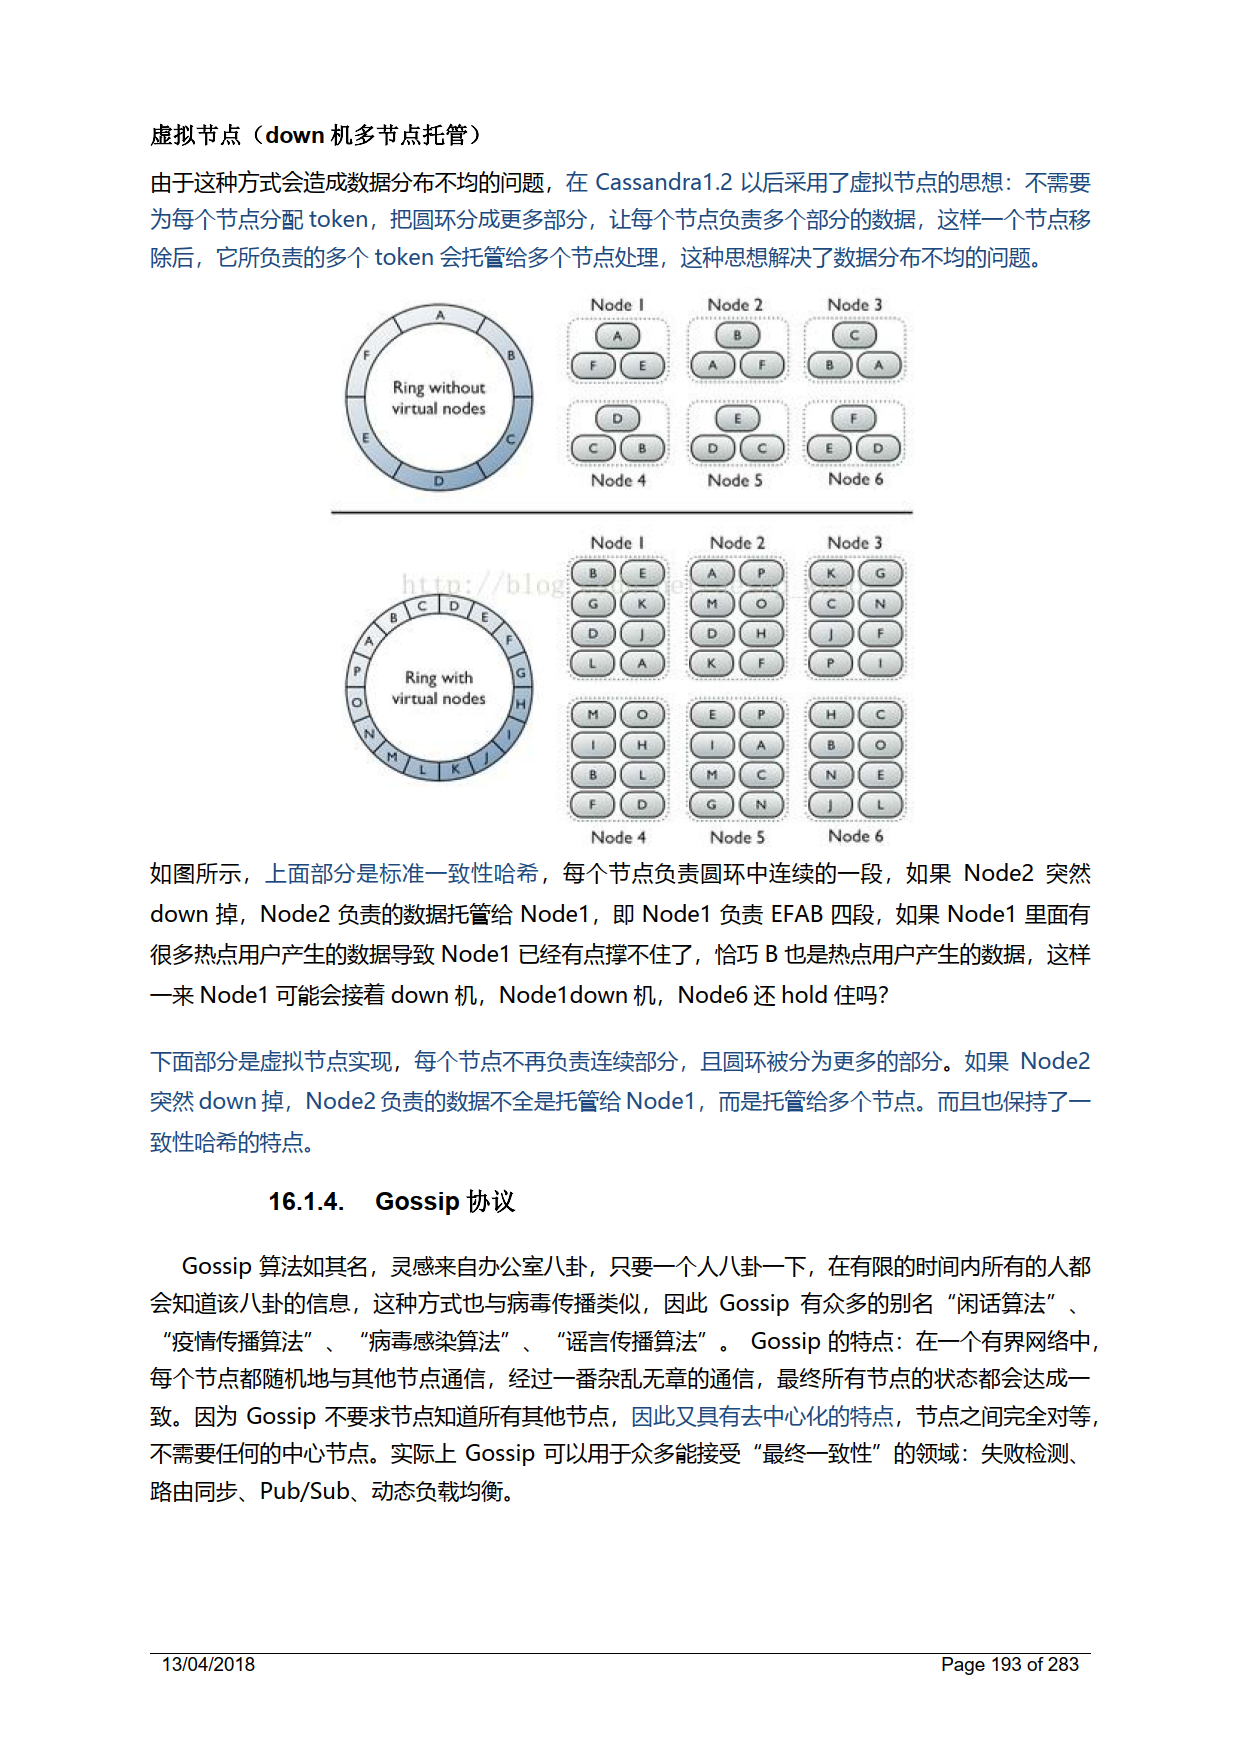 虚拟节点（down 机多节点托管）
由于这种方式会造成数据分布不均的问题，在 Cassandra1.2 以后采用了虚拟节点的思想：不需要
为每个节点分配 token，把圆环分成更多部分，让每个节点负责多个部分的数据，这样一个节点移
除后，它所负责的多个 token 会托管给多个节点处理，这种思想解决了数据分布不均的问题。
Node 1 Node 2 Node 3
A B C
F E A F B A
D E F
C B D C E D
Node 4 Node 5 Node 6
A
B
C
D
E
F
Ring without
virtual nodes
Node 1 Node 2 Node 3
B E A P K G
G K M O C N
D J D H J F
L A K F P I
M O E P H C
I H I A B O
B L M C N E
F D G N J L
Node 4 Node 5 Node 6
A B C D E F G H I J K L M N O P
Ring with
virtual nodes
http://blog
如图所示，上面部分是标准一致性哈希，每个节点负责圆环中连续的一段，如果 Node2 突然
down 掉，Node2 负责的数据托管给 Node1，即 Node1 负责 EFAB 四段，如果 Node1 里面有
很多热点用户产生的数据导致 Node1 已经有点撑不住了，恰巧 B 也是热点用户产生的数据，这样
一来 Node1 可能会接着 down 机，Node1down 机，Node6 还 hold 住吗？
下面部分是虚拟节点实现，每个节点不再负责连续部分，且圆环被分为更多的部分。如果 Node2
突然 down 掉，Node2 负责的数据不全是托管给 Node1，而是托管给多个节点。而且也保持了一
致性哈希的特点。
16.1.4. Gossip 协议
Gossip 算法如其名，灵感来自办公室八卦，只要一个人八卦一下，在有限的时间内所有的人都
会知道该八卦的信息，这种方式也与病毒传播类似，因此 Gossip 有众多的别名“闲话算法”、
“疫情传播算法”、“病毒感染算法”、“谣言传播算法”。 Gossip 的特点：在一个有界网络中，
每个节点都随机地与其他节点通信，经过一番杂乱无章的通信，最终所有节点的状态都会达成一
致。因为 Gossip 不要求节点知道所有其他节点，因此又具有去中心化的特点，节点之间完全对等，
不需要任何的中心节点。实际上 Gossip 可以用于众多能接受“最终一致性”的领域：失败检测、
路由同步、Pub/Sub、动态负载均衡。
13/04/2018 Page 193 of 283